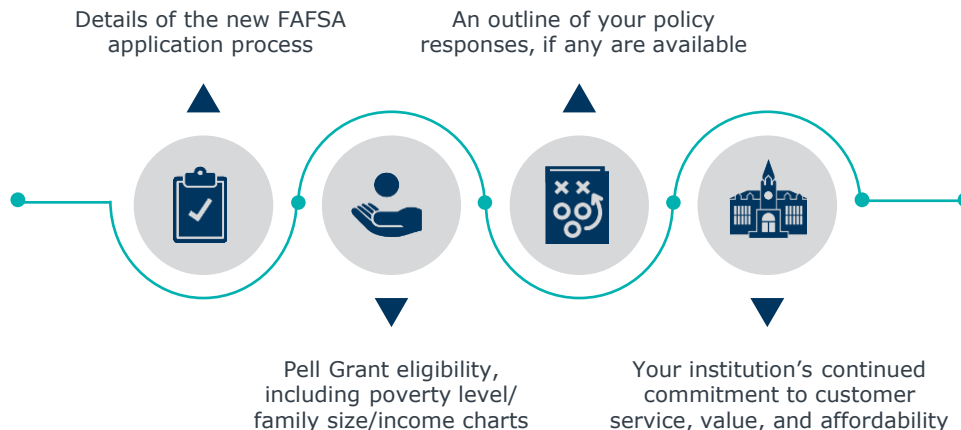 Details of the new FAFSA
application process
An outline of your policy
responses, if any are available
Pell Grant eligibility,
including poverty level/
family size/income charts
Your institution’s continued
commitment to customer
service, value, and affordability